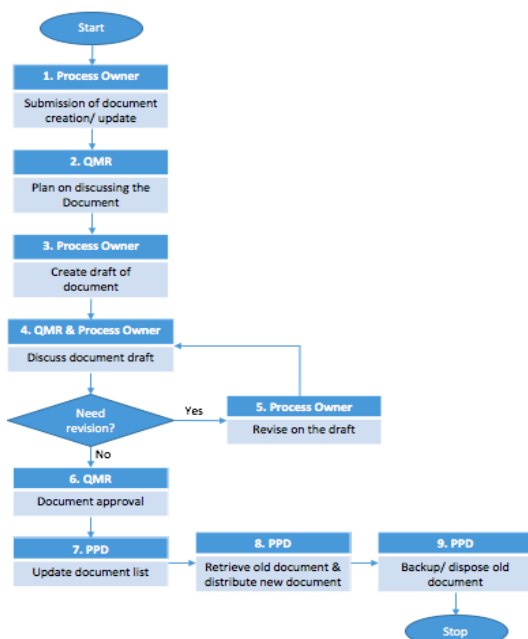 Start
1. Process Owner
Submission of document
creation/ update
2. QMR
Plan on discussing the
Document
3. Process Owner
Create draft of
document
4. QMR & Process Owner
Discuss document draft
Need
revision?
Yes
5. Process Owner
Revise on the draft
No
6. QMR
Document approval
7. PPD
Update document list
8. PPD
Retrieve old document &
distribute new document
9. PPD
Backup/ dispose old
document
Stop